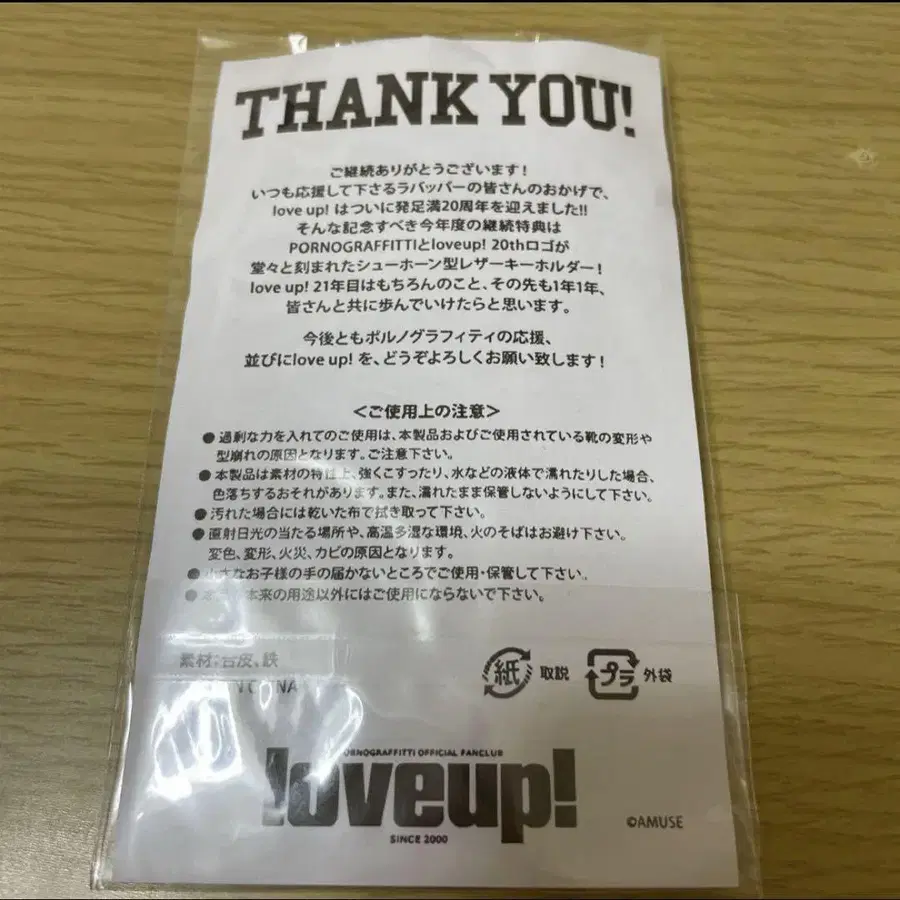 THANK YOU!
ご継続ありがとうございます!
いつも応援して下さるラバッパーの皆さんのおかげで、
love up! はついに発足満20周年を迎えました!!
そんな記念すべき今年度の継続特典は
PORNOGRAFFITTIとloveup! 20thロゴが
堂々と刻まれたシューホーン型レザーキーホルダー!
love up! 21年目はもちろんのこと、その先も1年1年、
皆さんと共に歩んでいけたらと思います。
今後ともポルノグラフィティの応援、
並びにlove up! を、どうぞよろしくお願い致します!
<ご使用上の注意>
● 過剰な力を入れてのご使用は、本製品およびご使用されている靴の変形や
型崩れの原因となります。ご注意下さい。
● 本製品は素材の特性上、強くこすったり、水などの液体で濡れたりした場合、
色落ちするおそれがあります。また、濡れたまま保管しないようにして下さい。
● 汚れた場合には乾いた布で拭き取って下さい。
● 直射日光の当たる場所や、高温多湿な環境、火のそばはお避け下さい。
変色、変形、火災、カビの原因となります。
● 小さなお子様の手の届かないところでご使用・保管して下さい。
● 本来の用途以外にはご使用にならないで下さい。
素材:合皮、鉄
IN CHINA
紙 取説
プラ 外袋
PORNOGRAFFITTI OFFICIAL FANCLUB
!oveup!
SINCE 2000
©AMUSE